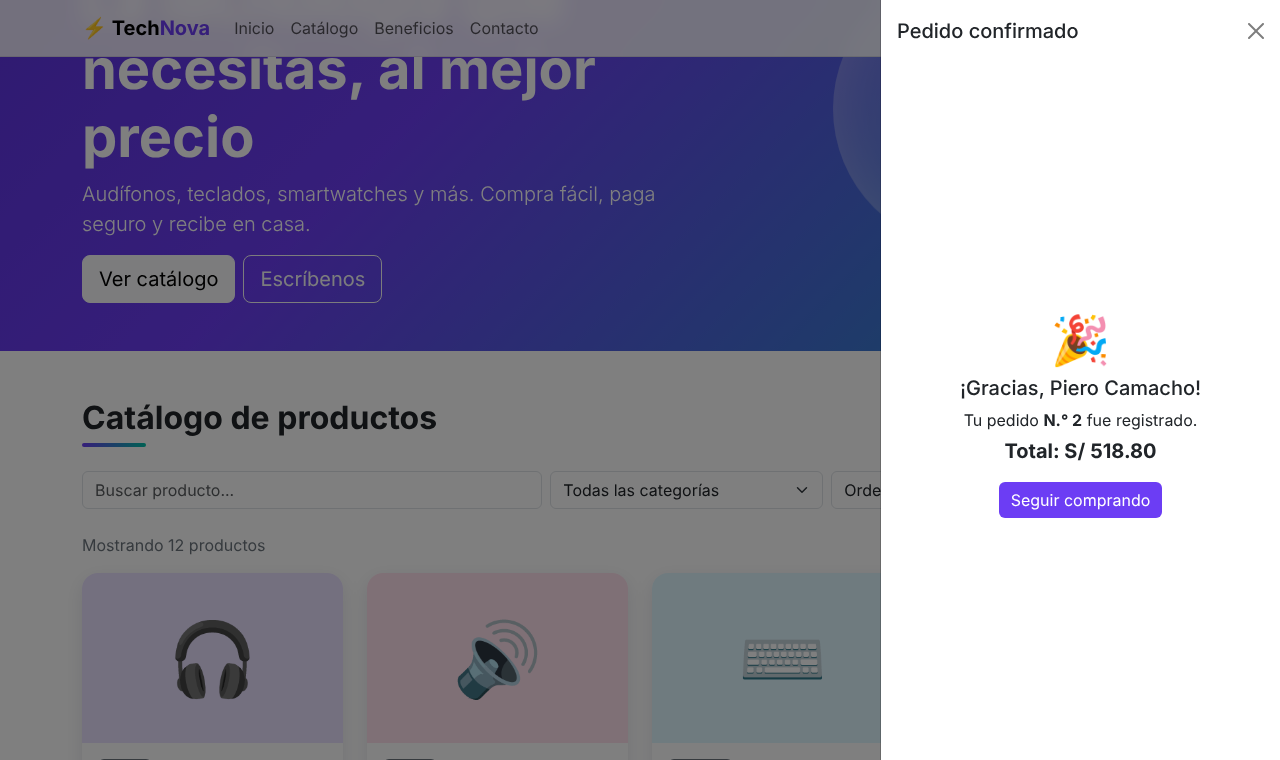 TechNova Inicio Catálogo Beneficios Contacto
necesitas, al mejor
precio
Audífonos, teclados, smartwatches y más. Compra fácil, paga
seguro y recibe en casa.
Ver catálogo Escríbenos
Catálogo de productos
Buscar producto... Todas las categorías Orde
Mostrando 12 productos
Pedido confirmado
¡Gracias, Piero Camacho!
Tu pedido N.° 2 fue registrado.
Total: S/ 518.80
Seguir comprando